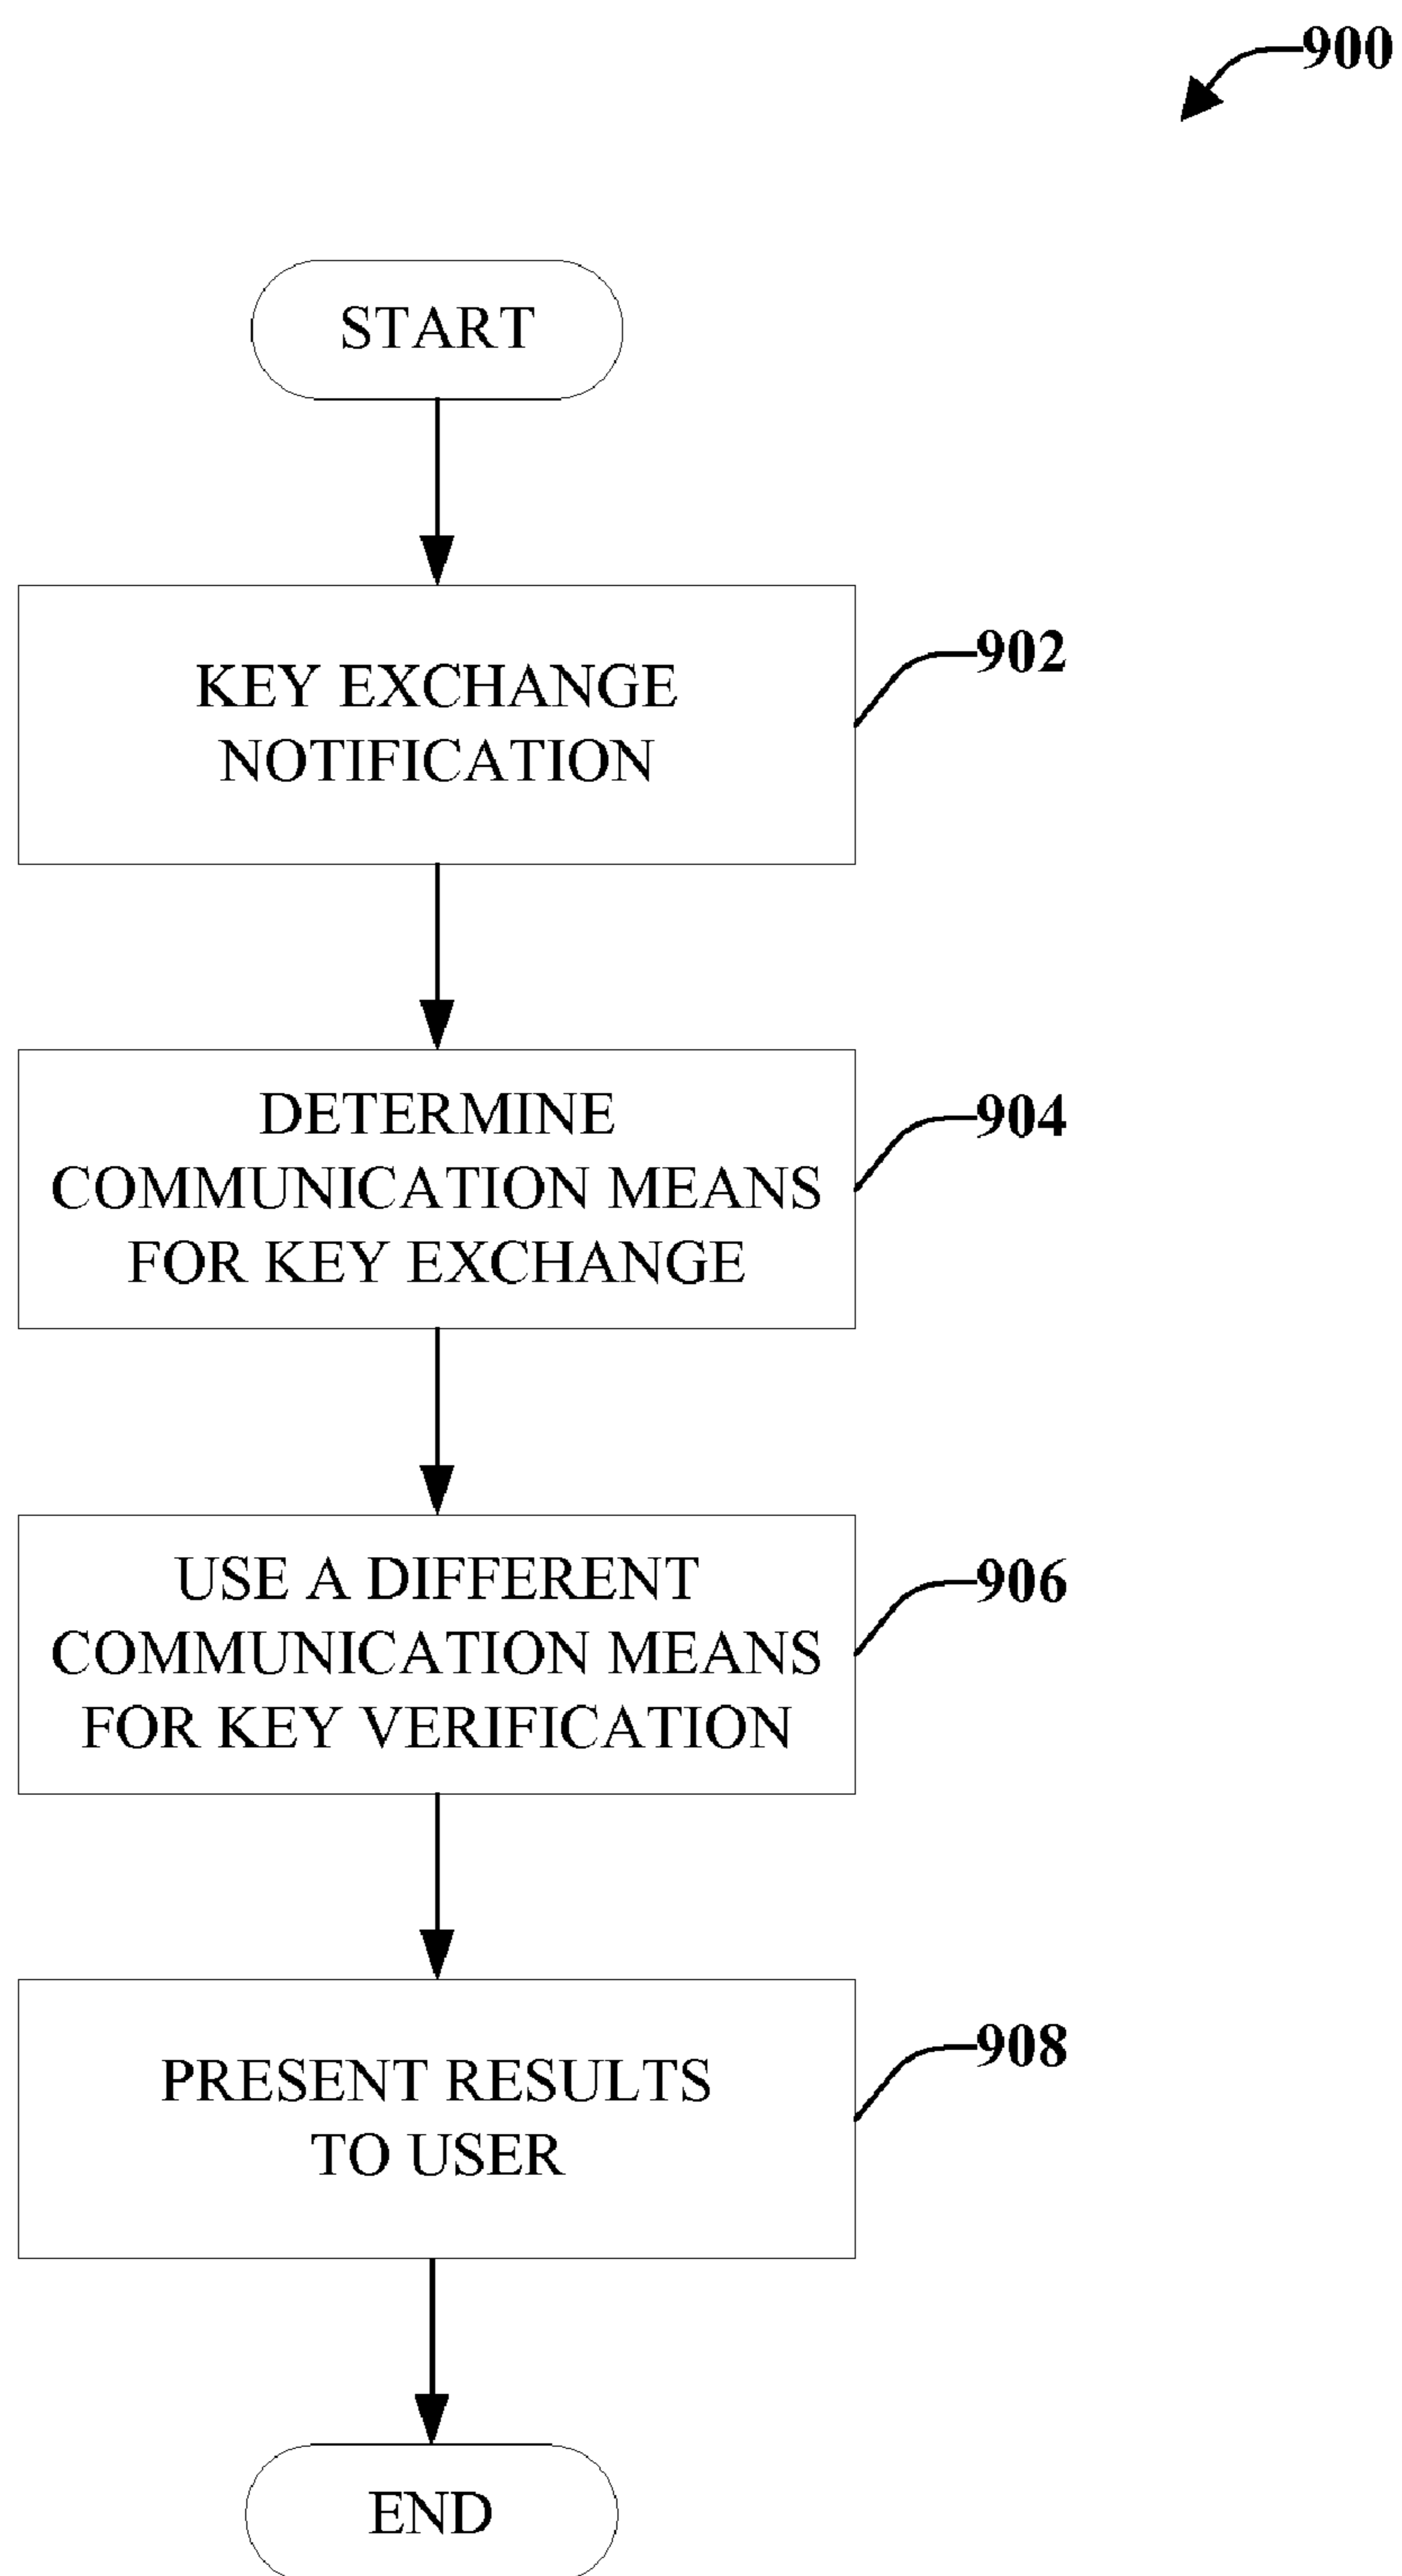 900
START
KEY EXCHANGE
NOTIFICATION
902
DETERMINE
COMMUNICATION MEANS
FOR KEY EXCHANGE
904
USE A DIFFERENT
COMMUNICATION MEANS
FOR KEY VERIFICATION
906
PRESENT RESULTS
TO USER
908
END